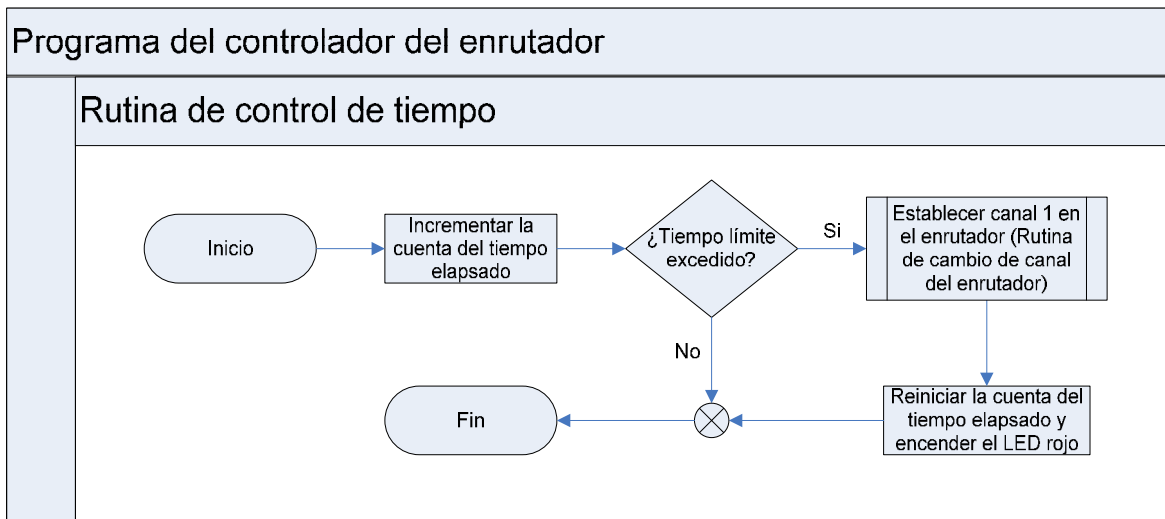 Programa del controlador del enrutador
Rutina de control de tiempo
Inicio
Incrementar la
cuenta del tiempo
elapsado
¿Tiempo límite
excedido?
Si
Establecer canal 1 en
el enrutador (Rutina
de cambio de canal
del enrutador)
No
Reiniciar la cuenta del
tiempo elapsado y
encender el LED rojo
Fin